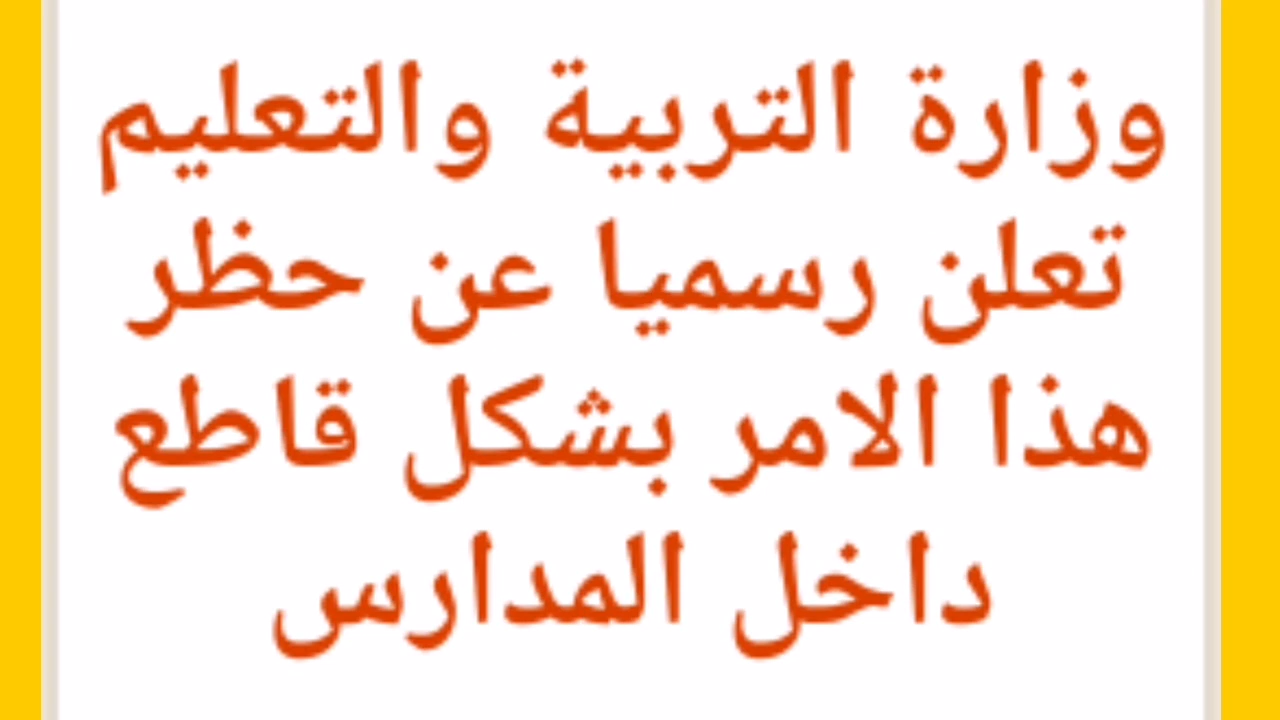 وزارة التربية والتعليم
تعلن رسميا عن حظر
هذا الامر بشكل قاطع
داخل المدارس